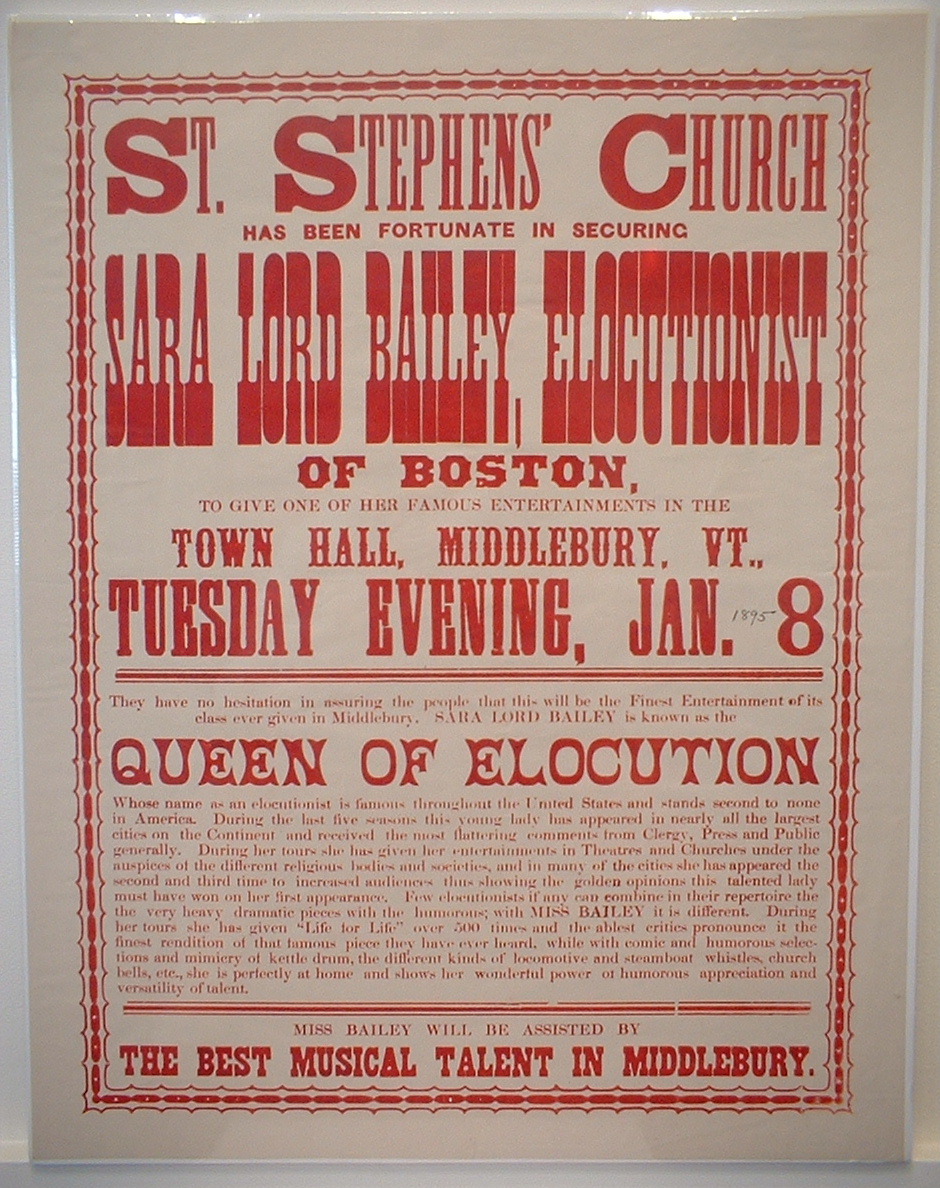 ST. STEPHENS' CHURCH
HAS BEEN FORTUNATE IN SECURING
SARA LORD BAILEY, ELOCUTIONIST
OF BOSTON,
TO GIVE ONE OF HER FAMOUS ENTERTAINMENTS IN THE
TOWN HALL, MIDDLEBURY, VT.,
TUESDAY EVENING, JAN. 1895 8
They have no hesitation in assuring the people that this will be the Finest Entertainment of its
class ever given in Middlebury. SARA LORD BAILEY is known as the
QUEEN OF ELOCUTION
Whose name as an elocutionist is famous throughout the United States and stands second to none
in America. During the last five seasons this young lady has appeared in nearly all the largest
cities on the Continent and received the most flattering comments from Clergy, Press and Public
generally. During her tours she has given her entertainments in Theatres and Churches under the
auspices of the different religious bodies and societies, and in many of the cities she has appeared the
second and third time to increased audiences thus showing the golden opinions this talented lady
must have won on her first appearance. Few elocutionists if any can combine in their repertoire the
the very heavy dramatic pieces with the humorous; with MISS BAILEY it is different. During
her tours she has given "Life for Life" over 500 times and the ablest critics pronounce it the
finest rendition of that famous piece they have ever heard, while with comic and humorous selec-
tions and mimicry of kettle drum, the different kinds of locomotive and steamboat whistles, church
bells, etc., she is perfectly at home and shows her wonderful power of humorous appreciation and
versatility of talent.
MISS BAILEY WILL BE ASSISTED BY
THE BEST MUSICAL TALENT IN MIDDLEBURY.